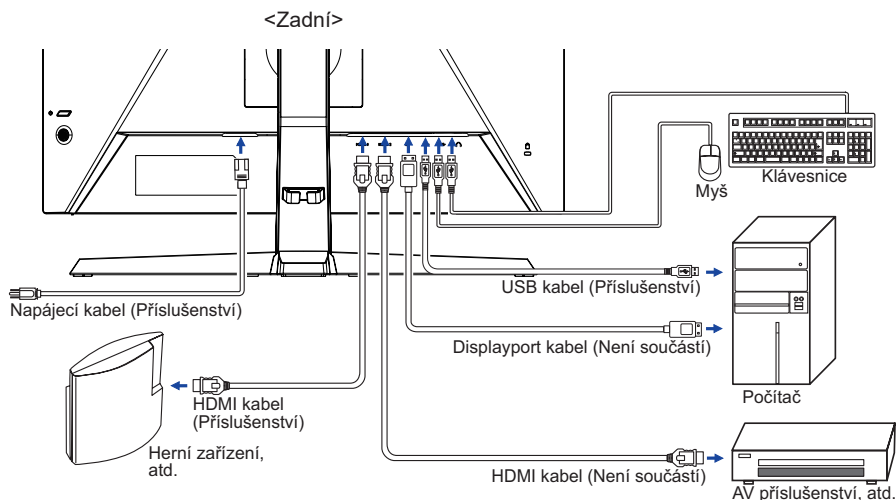 <Zadní>
Klávesnice
Myš
USB kabel (Příslušenství)
Napájecí kabel (Příslušenství)
Displayport kabel (Není součástí)
Počítač
HDMI kabel
(Příslušenství)
Herní zařízení,
atd.
HDMI kabel (Není součástí)
AV příslušenství, atd